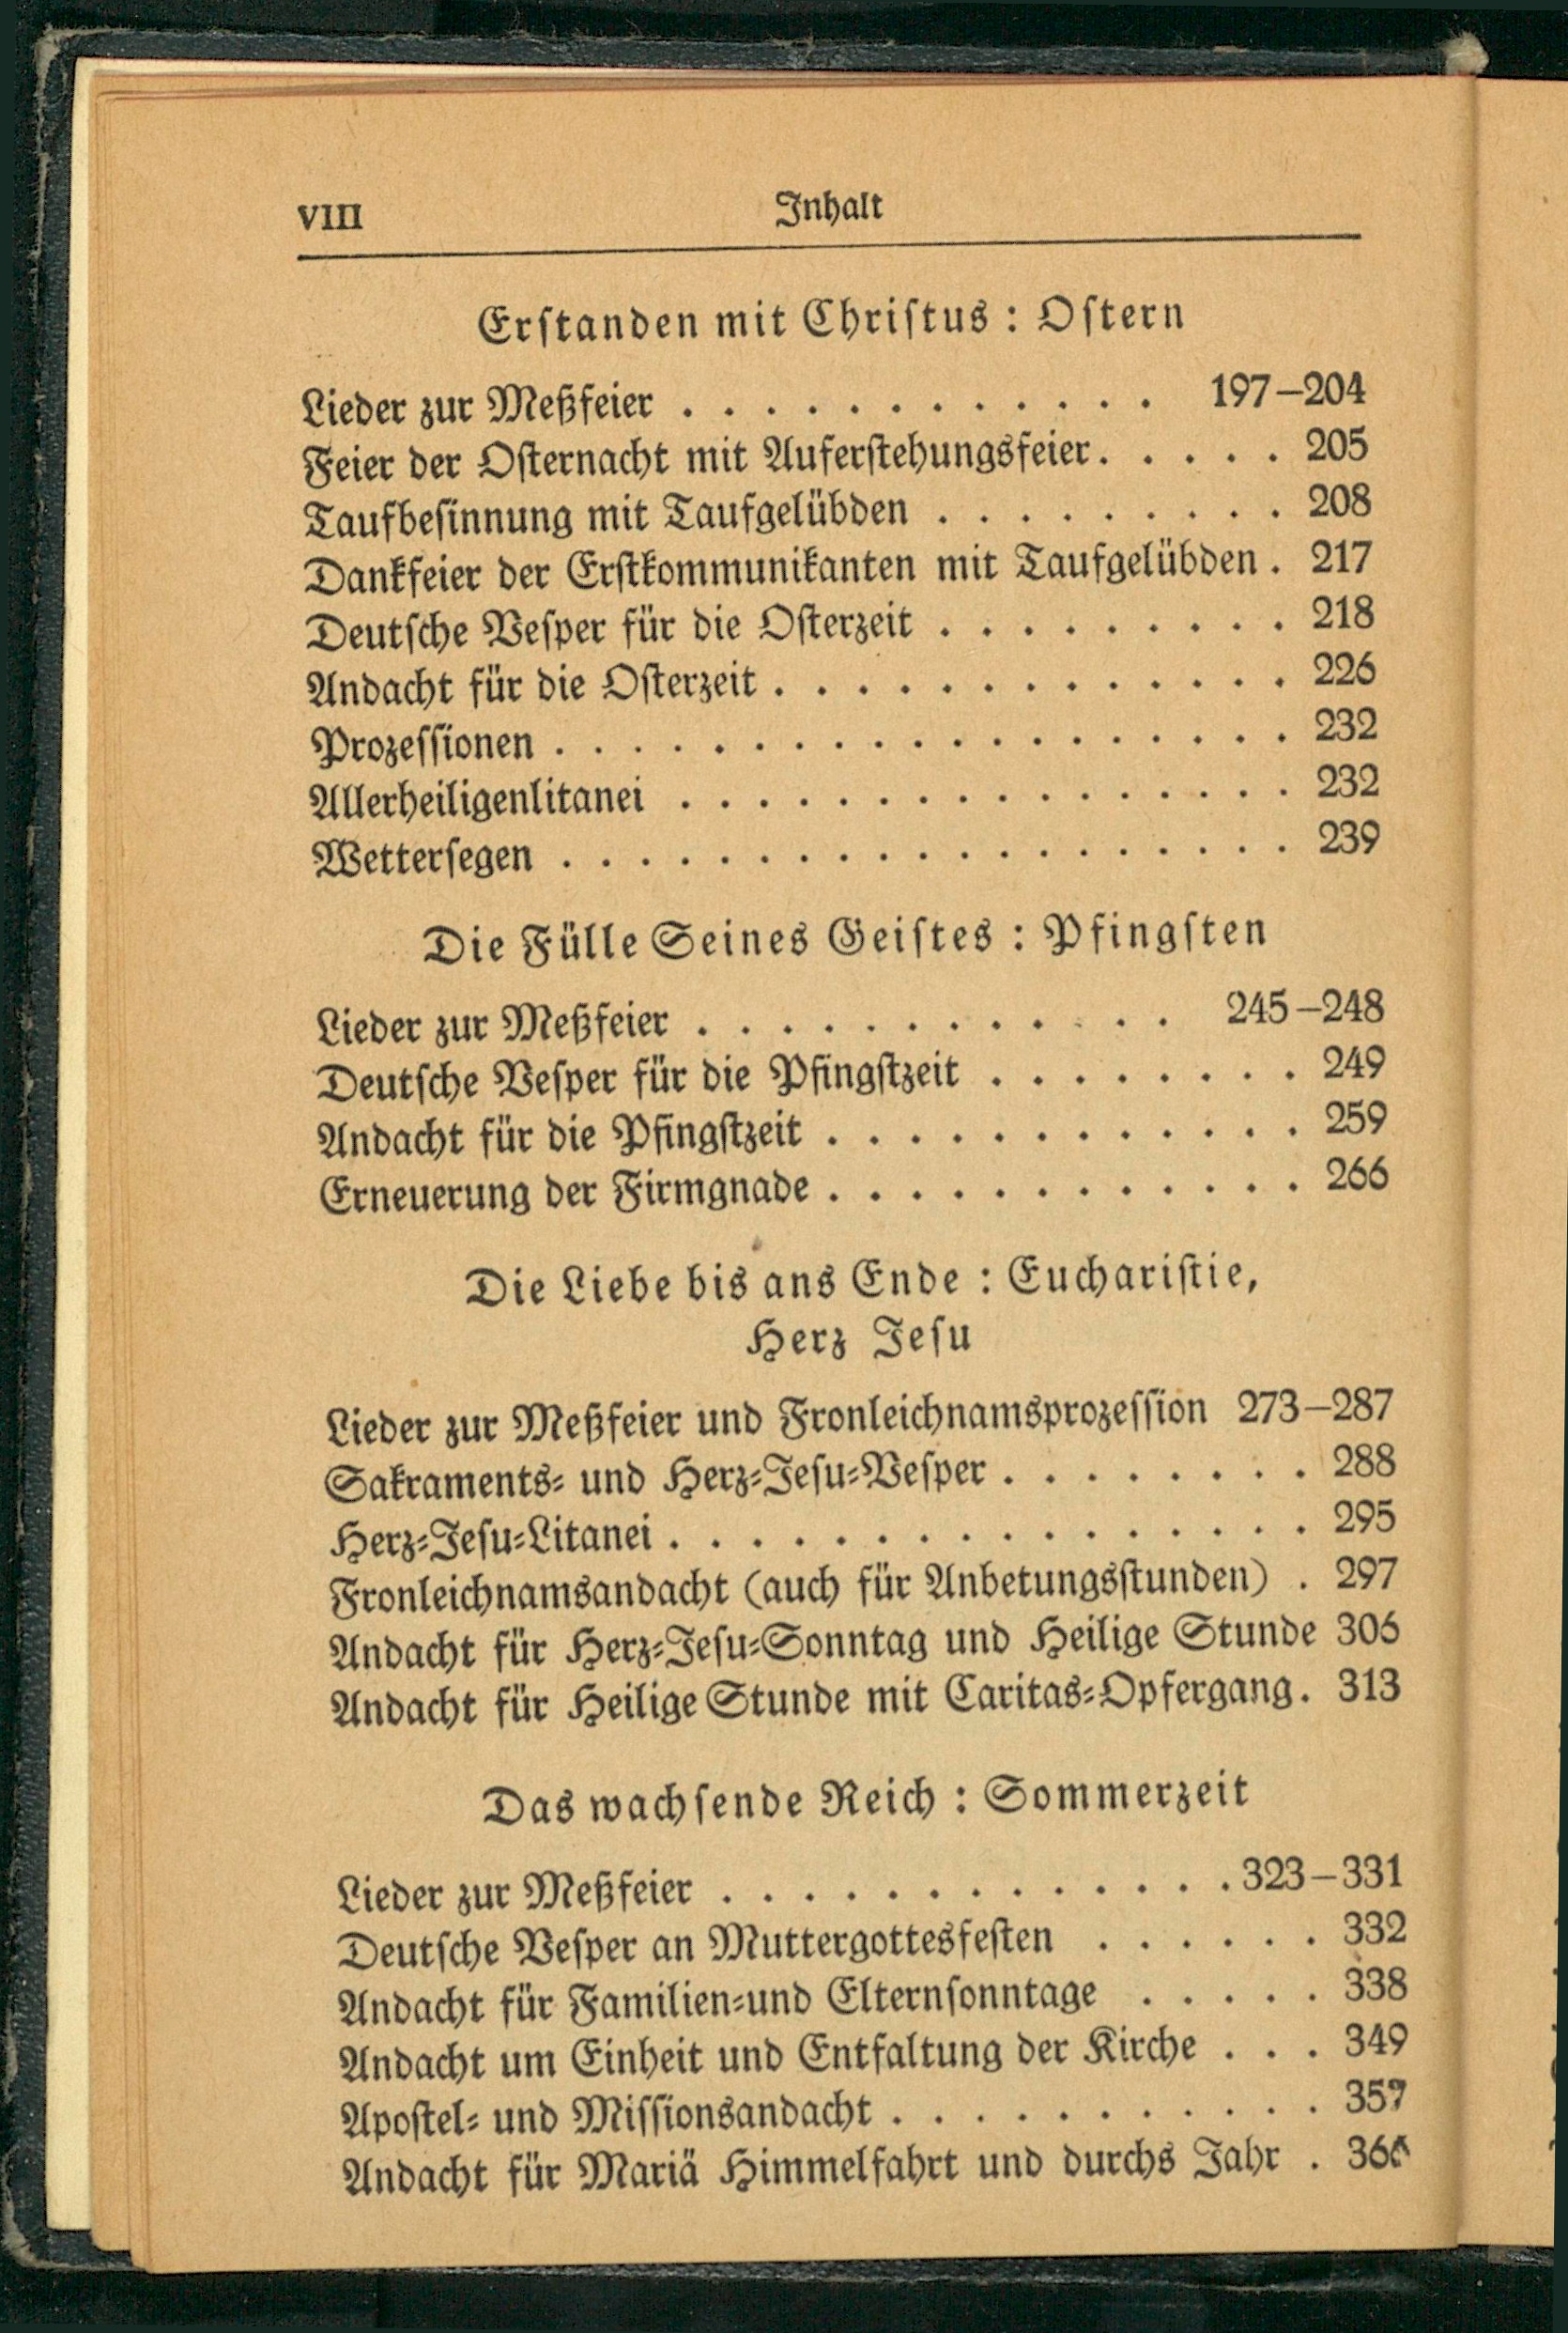 VIII Inhalt
Erstanden mit Christus : Ostern
Lieder zur Meßfeier . . . . . . . . . . . . 197–204
Feier der Osternacht mit Auferstehungsfeier. . . . . 205
Taufbesinnung mit Taufgelübden . . . . . . . . . 208
Dankfeier der Erstkommunikanten mit Taufgelübden . 217
Deutsche Vesper für die Osterzeit . . . . . . . . . 218
Andacht für die Osterzeit . . . . . . . . . . . . . 226
Prozessionen . . . . . . . . . . . . . . . . . . . 232
Allerheiligenlitanei . . . . . . . . . . . . . . . . 232
Wettersegen . . . . . . . . . . . . . . . . . . . 239
Die Fülle Seines Geistes : Pfingsten
Lieder zur Meßfeier . . . . . . . . . . . . 245–248
Deutsche Vesper für die Pfingstzeit . . . . . . . . 249
Andacht für die Pfingstzeit . . . . . . . . . . . . 259
Erneuerung der Firmgnade . . . . . . . . . . . . 266
Die Liebe bis ans Ende : Eucharistie,
Herz Jesu
Lieder zur Meßfeier und Fronleichnamsprozession 273–287
Sakraments- und Herz-Jesu-Vesper . . . . . . . . 288
Herz-Jesu-Litanei . . . . . . . . . . . . . . . . 295
Fronleichnamsandacht (auch für Anbetungsstunden) . 297
Andacht für Herz-Jesu-Sonntag und Heilige Stunde 306
Andacht für Heilige Stunde mit Caritas-Opfergang . 313
Das wachsende Reich : Sommerzeit
Lieder zur Meßfeier . . . . . . . . . . . . . 323–331
Deutsche Vesper an Muttergottesfesten . . . . . . 332
Andacht für Familien-und Elternsonntage . . . . . 338
Andacht um Einheit und Entfaltung der Kirche . . . 349
Apostel- und Missionsandacht . . . . . . . . . . . 357
Andacht für Mariä Himmelfahrt und durchs Jahr .